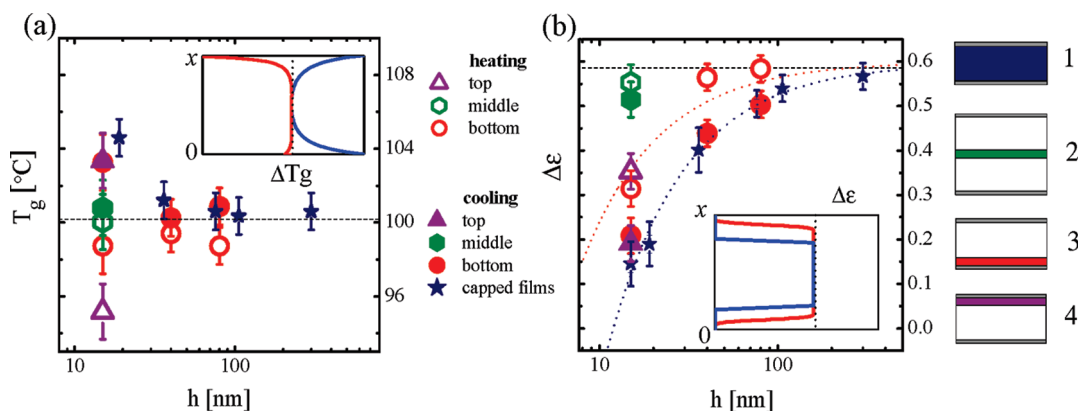 (a)
T_g [°C]
108
104
100
96
10
100
h [nm]
x
0
ΔTg
heating
top
middle
bottom
cooling
top
middle
bottom
capped films
(b)
Δε
0.6
0.5
0.4
0.3
0.2
0.1
0.0
10
100
h [nm]
x
0
Δε
1
2
3
4